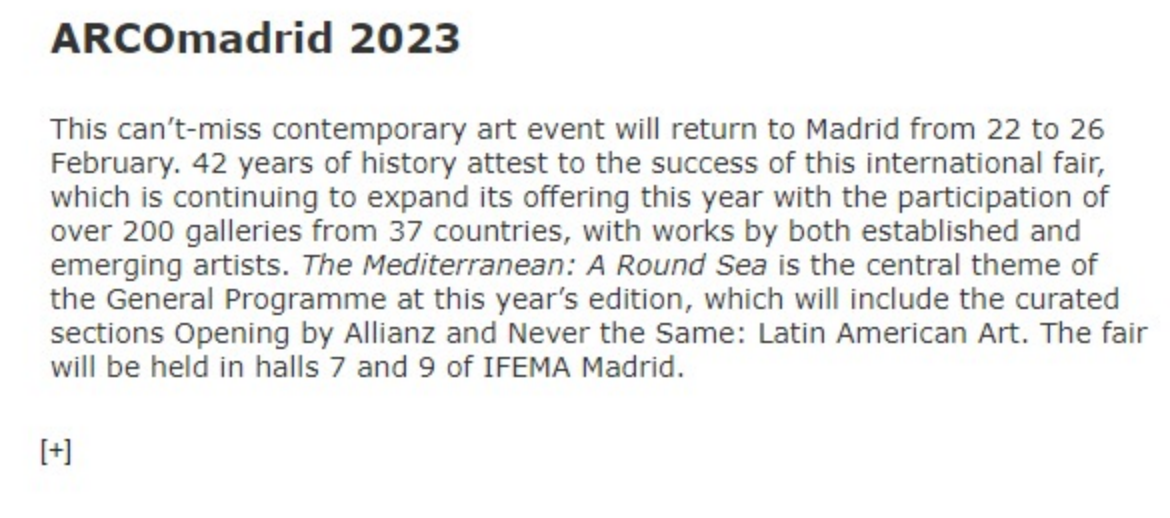 ARCOmadrid 2023
This can’t-miss contemporary art event will return to Madrid from 22 to 26
February. 42 years of history attest to the success of this international fair,
which is continuing to expand its offering this year with the participation of
over 200 galleries from 37 countries, with works by both established and
emerging artists. The Mediterranean: A Round Sea is the central theme of
the General Programme at this year’s edition, which will include the curated
sections Opening by Allianz and Never the Same: Latin American Art. The fair
will be held in halls 7 and 9 of IFEMA Madrid.
[+]